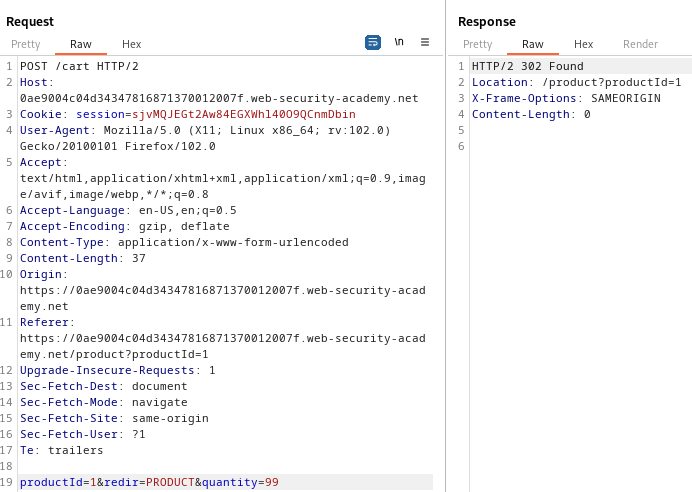 Request
Pretty Raw Hex
\n
1 POST /cart HTTP/2
2 Host:
0ae9004c04d34347816871370012007f.web-security-academy.net
3 Cookie: session=sjvMQJEGt2Aw84EGXWhl40O9QCnmDbin
4 User-Agent: Mozilla/5.0 (X11; Linux x86_64; rv:102.0)
Gecko/20100101 Firefox/102.0
5 Accept:
text/html,application/xhtml+xml,application/xml;q=0.9,imag
e/avif,image/webp,*/*;q=0.8
6 Accept-Language: en-US,en;q=0.5
7 Accept-Encoding: gzip, deflate
8 Content-Type: application/x-www-form-urlencoded
9 Content-Length: 37
10 Origin:
https://0ae9004c04d34347816871370012007f.web-security-acad
emy.net
11 Referer:
https://0ae9004c04d34347816871370012007f.web-security-acad
emy.net/product?productId=1
12 Upgrade-Insecure-Requests: 1
13 Sec-Fetch-Dest: document
14 Sec-Fetch-Mode: navigate
15 Sec-Fetch-Site: same-origin
16 Sec-Fetch-User: ?1
17 Te: trailers
18
19 productId=1&redir=PRODUCT&quantity=99
Response
Pretty Raw Hex Render
1 HTTP/2 302 Found
2 Location: /product?productId=1
3 X-Frame-Options: SAMEORIGIN
4 Content-Length: 0
5
6